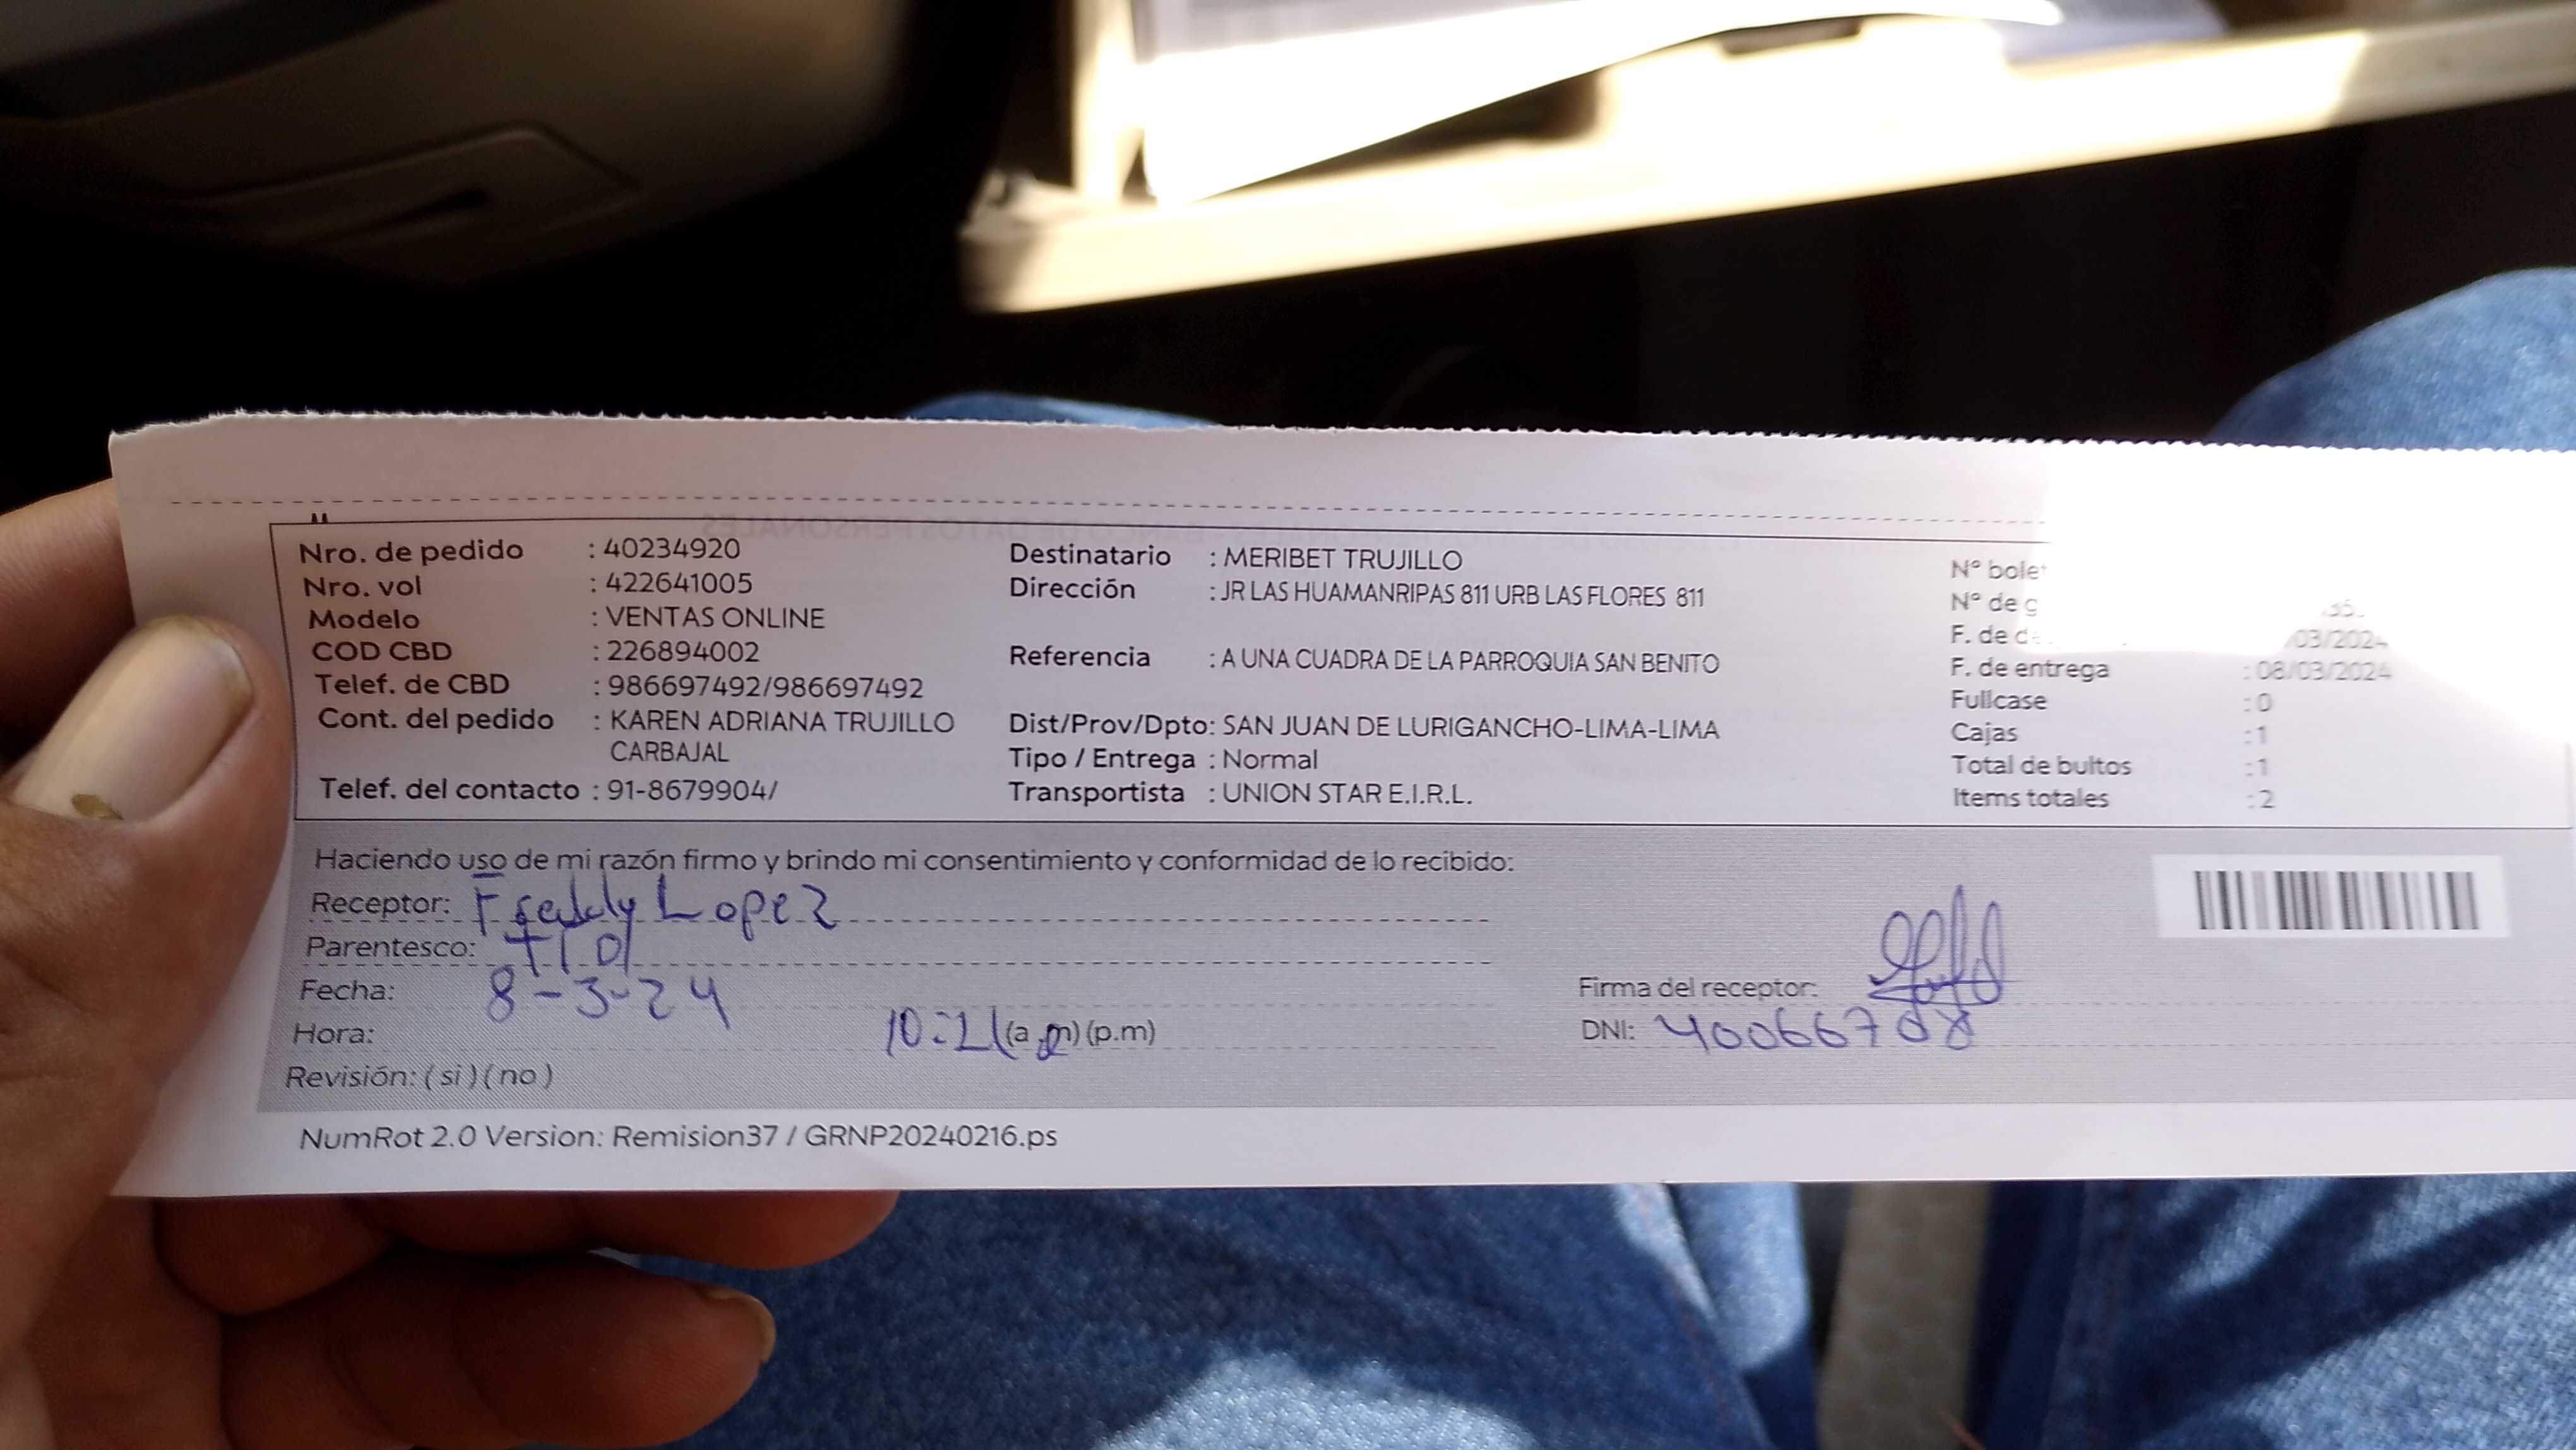 Nro. de pedido : 40234920
Nro. vol : 422641005
Modelo : VENTAS ONLINE
COD CBD : 226894002
Telef. de CBD : 986697492/986697492
Cont. del pedido : KAREN ADRIANA TRUJILLO
CARBAJAL
Telef. del contacto : 91-8679904/
Destinatario : MERIBET TRUJILLO
Dirección : JR LAS HUAMANRIPAS 811 URB LAS FLORES 811
Referencia : A UNA CUADRA DE LA PARROQUIA SAN BENITO
Dist/Prov/Dpto: SAN JUAN DE LURIGANCHO-LIMA-LIMA
Tipo / Entrega : Normal
Transportista : UNION STAR E.I.R.L.
N°
N° de
F. de /03/2024
F. de entrega : 08/03/2024
Fullcase : 0
Cajas : 1
Total de bultos : 1
Items totales : 2
Haciendo uso de mi razón firmo y brindo mi consentimiento y conformidad de lo recibido:
Receptor: Freddy Lopez
Parentesco: TIO
Fecha: 8-3-24
Hora: 10:21 (a.m) (p.m)
Revisión: ( si ) ( no )
Firma del receptor:
DNI: 40066708
NumRot 2.0 Version: Remision37 / GRNP20240216.ps